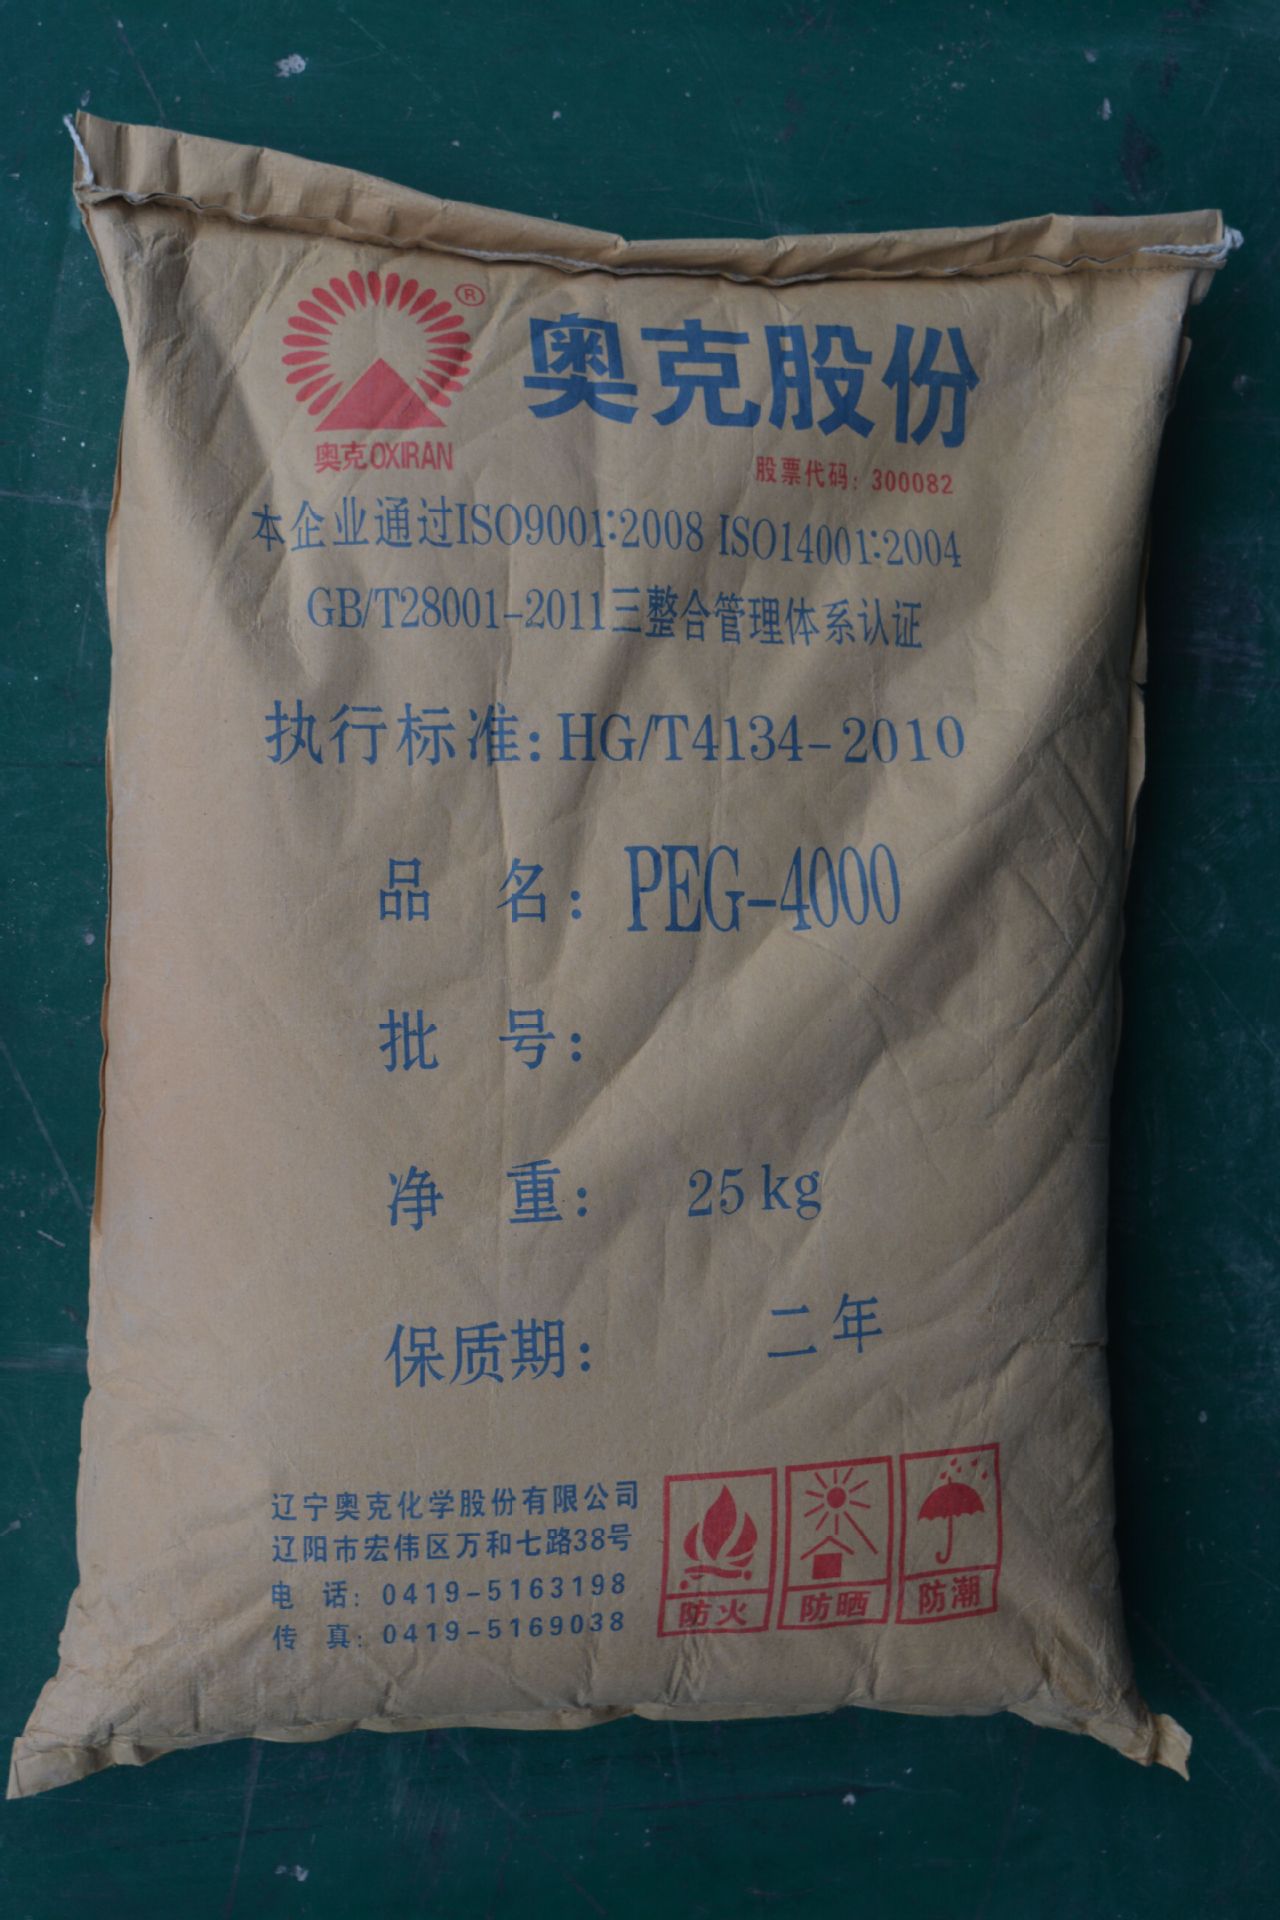 ®
奥克股份
奥克OXIRAN
股票代码：300082
本企业通过ISO9001:2008 ISO14001:2004
GB/T28001-2011三整合管理体系认证
执行标准：HG/T4134-2010
品 名：PEG-4000
批 号：
净 重： 25kg
保质期： 二年
辽宁奥克化学股份有限公司
辽阳市宏伟区万和七路38号
电 话：0419-5163198
传 真：0419-5169038
防火 防晒 防潮